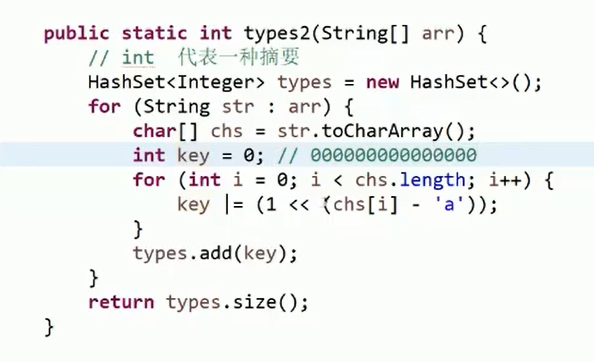 public static int types2(String[] arr) {
// int 代表一种摘要
HashSet<Integer> types = new HashSet<>();
for (String str : arr) {
char[] chs = str.toCharArray();
int key = 0; // 000000000000000
for (int i = 0; i < chs.length; i++) {
key |= (1 << (chs[i] - 'a'));
}
types.add(key);
}
return types.size();
}